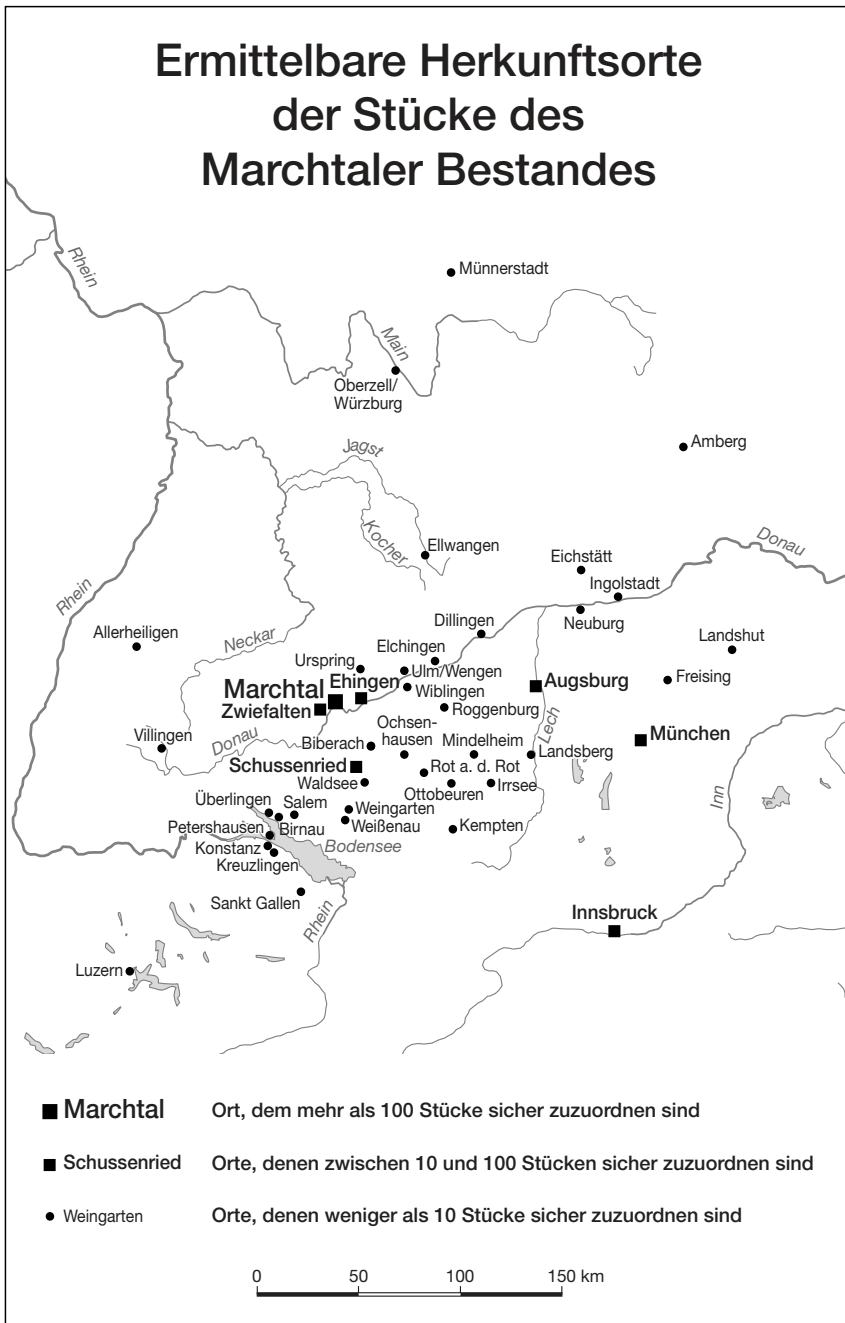 Ermittelbare Herkunftsorte
der Stücke des
Marchtaler Bestandes
Rhein
Münnerstadt
Main
Oberzell/
Würzburg
Amberg
Jagst
Kocher
Ellwangen
Donau
Eichstätt
Ingolstadt
Rhein
Neuburg
Dillingen
Allerheiligen
Neckar
Landshut
Elchingen
Urspring
Ulm/Wengen
Ehingen
Marchtal
Wiblingen
Augsburg
Freising
Zwiefalten
Roggenburg
Lech
Villingen
Donau
Ochsen-
hausen
Biberach
Mindelheim
Landsberg
München
Schussenried
Rot a. d. Rot
Waldsee
Ottobeuren
Irrsee
Inn
Überlingen
Salem
Weingarten
Petershausen
Birnau
Weißenau
Kempten
Konstanz
Bodensee
Kreuzlingen
Sankt Gallen
Rhein
Innsbruck
Luzern
Marchtal Ort, dem mehr als 100 Stücke sicher zuzuordnen sind
Schussenried Orte, denen zwischen 10 und 100 Stücken sicher zuzuordnen sind
Weingarten Orte, denen weniger als 10 Stücke sicher zuzuordnen sind
0 50 100 150 km